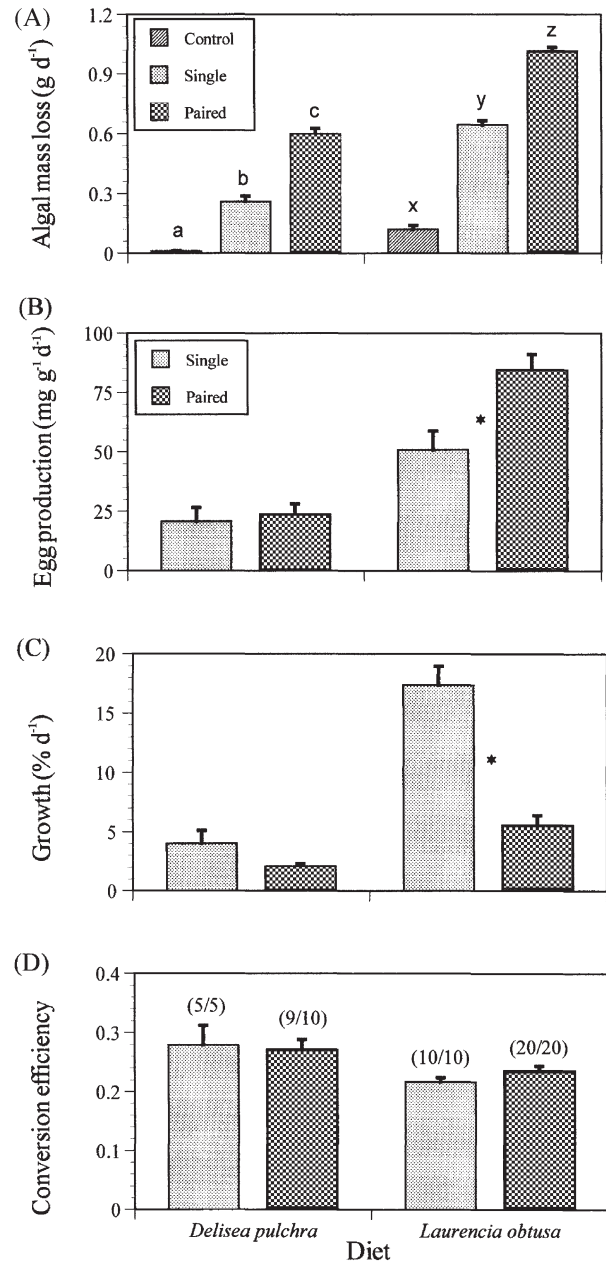 (A)
Algal mass loss (g d⁻¹)
1.2
0.9
0.6
0.3
0
Control
Single
Paired
a
b
c
x
y
z
(B)
Egg production (mg g⁻¹ d⁻¹)
100
75
50
25
0
Single
Paired
*
(C)
Growth (% d⁻¹)
20
15
10
5
0
*
(D)
Conversion efficiency
0.4
0.3
0.2
0.1
0
(5/5)
(9/10)
(10/10)
(20/20)
Delisea pulchra
Laurencia obtusa
Diet